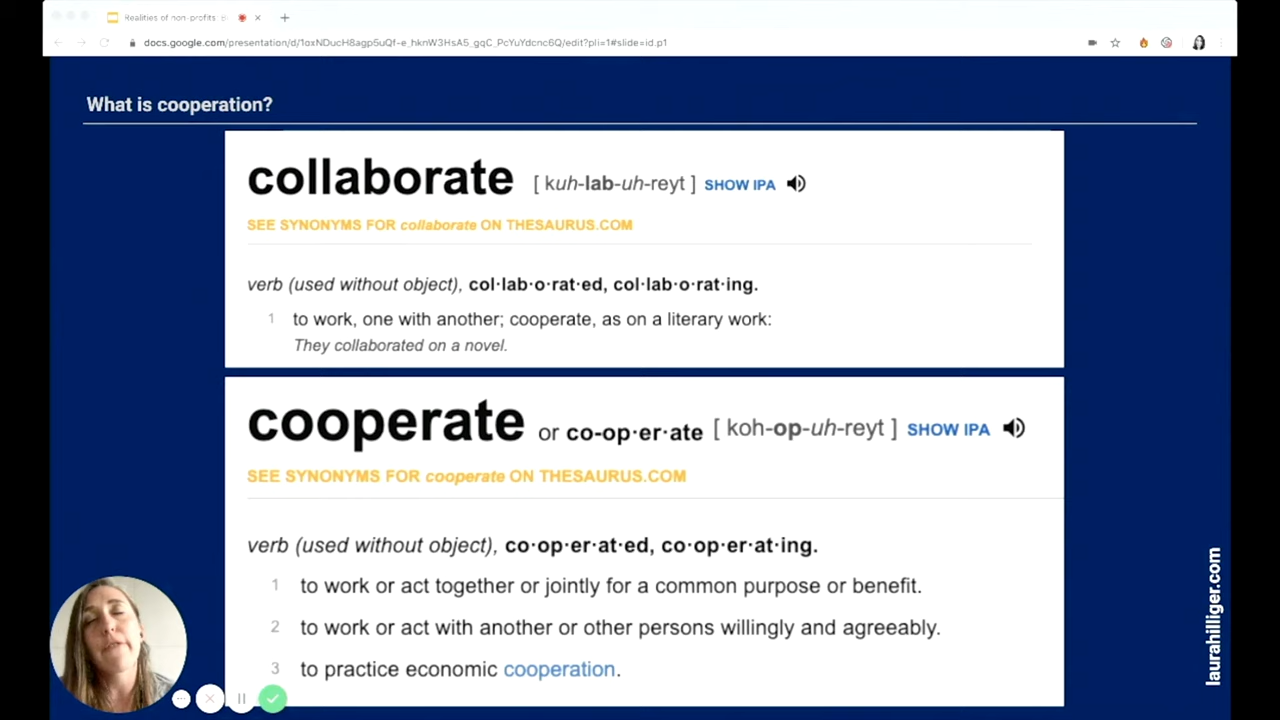 Realities of non-profits
docs.google.com/presentation/d/1oxNDucH8agp5uQf-e_hknW3HsA5_gqC_PcYuYdcnc6Q/edit?pli=1#slide=id.p1
What is cooperation?
collaborate [ kuh-lab-uh-reyt ] SHOW IPA
SEE SYNONYMS FOR collaborate ON THESAURUS.COM
verb (used without object), col·lab·o·rat·ed, col·lab·o·rat·ing.
1 to work, one with another; cooperate, as on a literary work:
They collaborated on a novel.
cooperate or co-op·er·ate [ koh-op-uh-reyt ] SHOW IPA
SEE SYNONYMS FOR cooperate ON THESAURUS.COM
verb (used without object), co·op·er·at·ed, co·op·er·at·ing.
1 to work or act together or jointly for a common purpose or benefit.
2 to work or act with another or other persons willingly and agreeably.
3 to practice economic cooperation.
laurahilliger.com